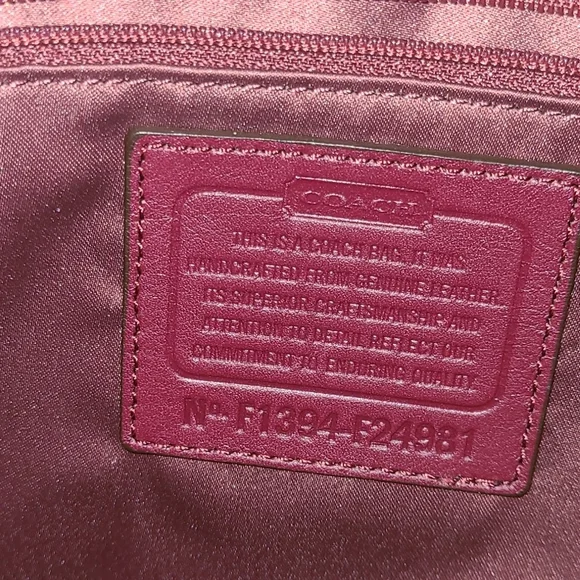 COACH
THIS IS A COACH BAG. IT WAS
HANDCRAFTED FROM GENUINE LEATHER.
ITS SUPERIOR CRAFTSMANSHIP AND
ATTENTION TO DETAIL REFLECT OUR
COMMITMENT TO ENDURING QUALITY.
Nº F1394-F24981